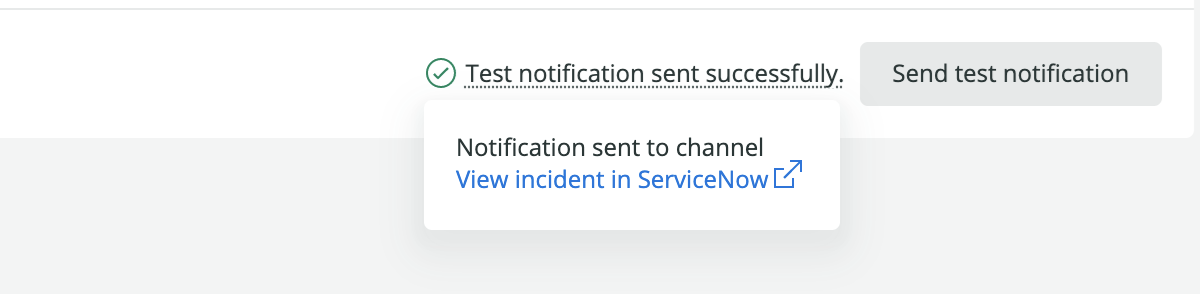 Test notification sent successfully.
Send test notification
Notification sent to channel
View incident in ServiceNow